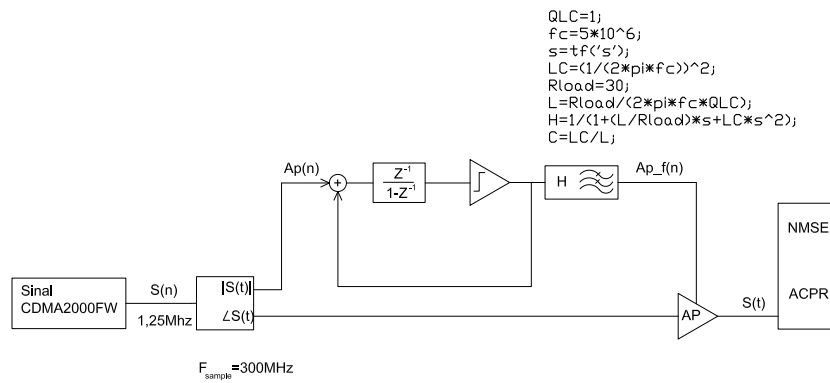 QLC=1;
fc=5*10^6;
s=tf('s');
LC=(1/(2*pi*fc))^2;
Rload=30;
L=Rload/(2*pi*fc*QLC);
H=1/(1+(L/Rload)*s+LC*s^2);
C=LC/L;
Ap(n)
+
Z-1
1-Z-1
H
Ap_f(n)
NMSE
ACPR
Sinal
CDMA2000FW
S(n)
1,25Mhz
|S(t)|
∠S(t)
AP
S(t)
Fsample=300MHz